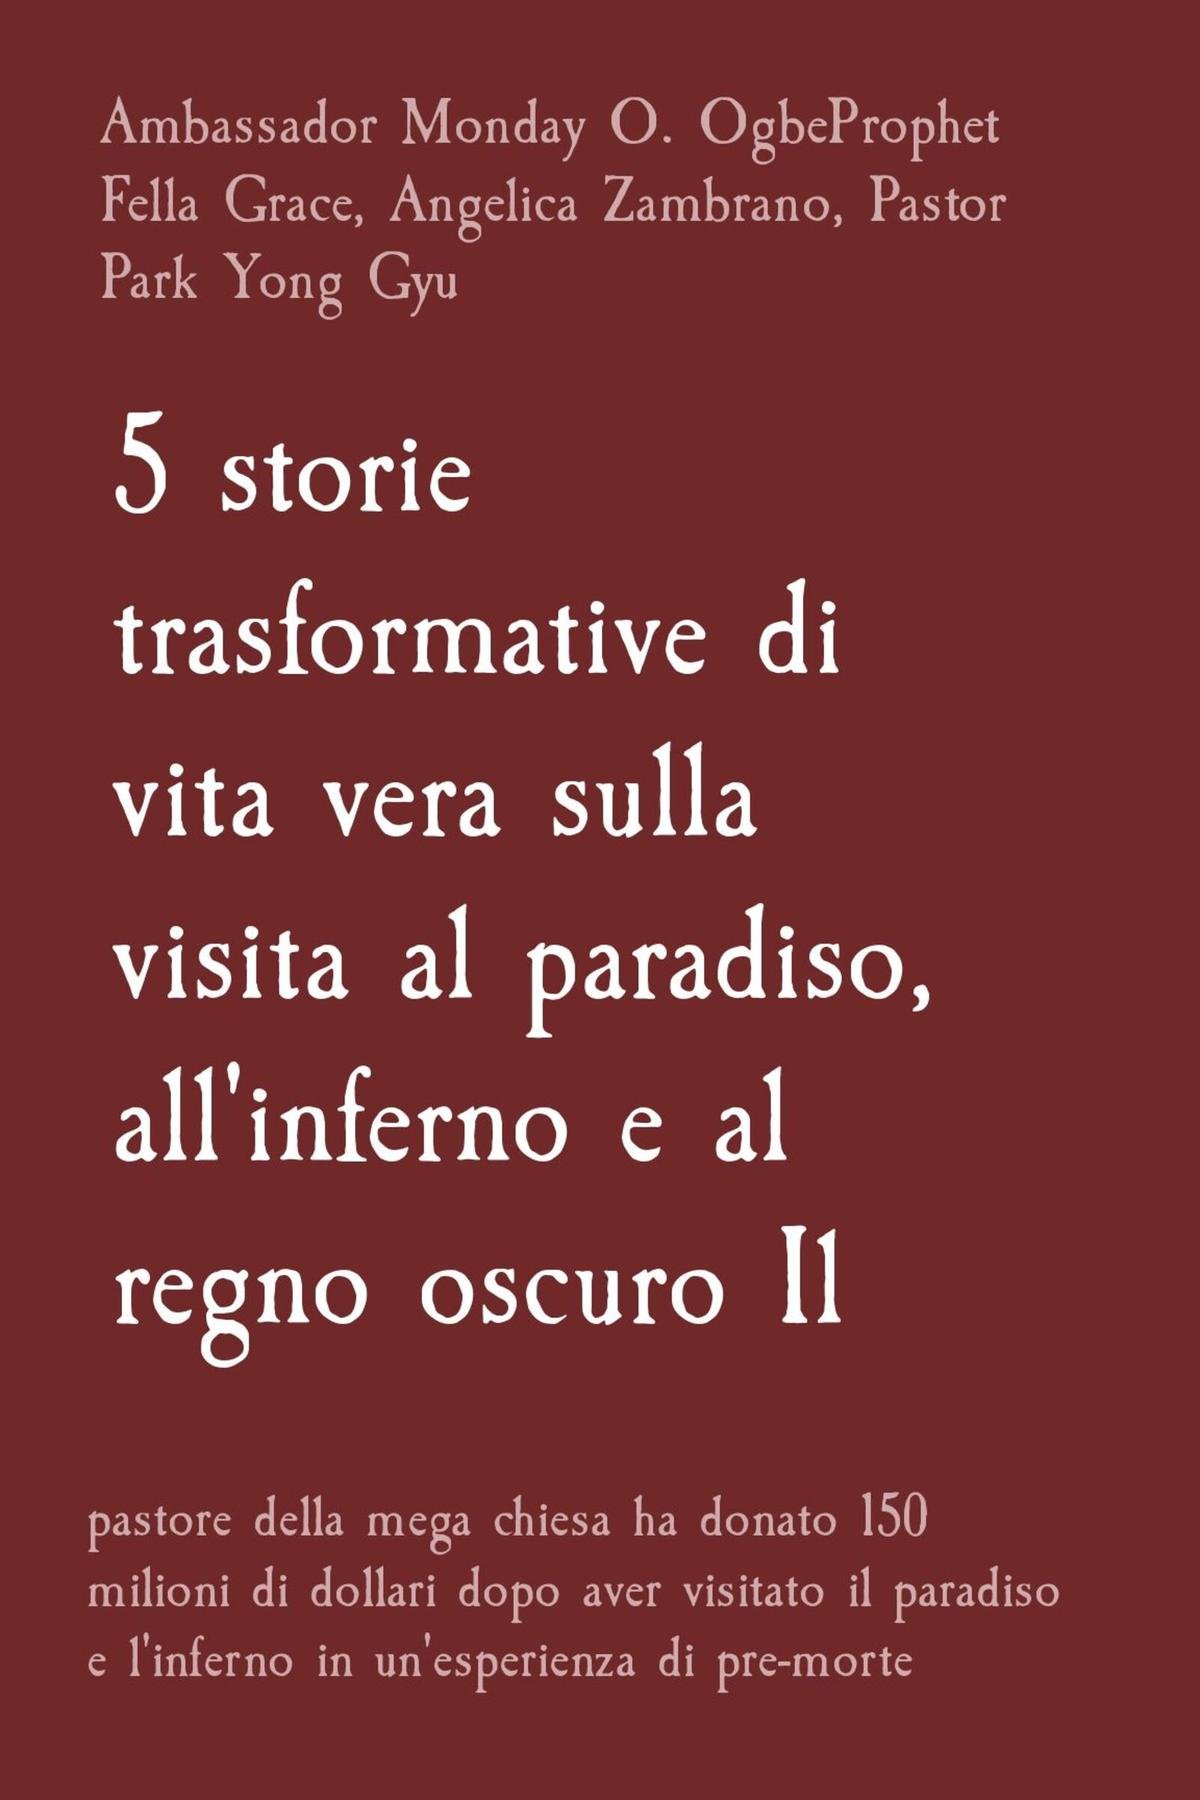 Ambassador Monday O. OgbeProphet
Fella Grace, Angelica Zambrano, Pastor
Park Yong Gyu
5 storie
trasformative di
vita vera sulla
visita al paradiso,
all'inferno e al
regno oscuro Il
pastore della mega chiesa ha donato 150
milioni di dollari dopo aver visitato il paradiso
e l'inferno in un'esperienza di pre-morte